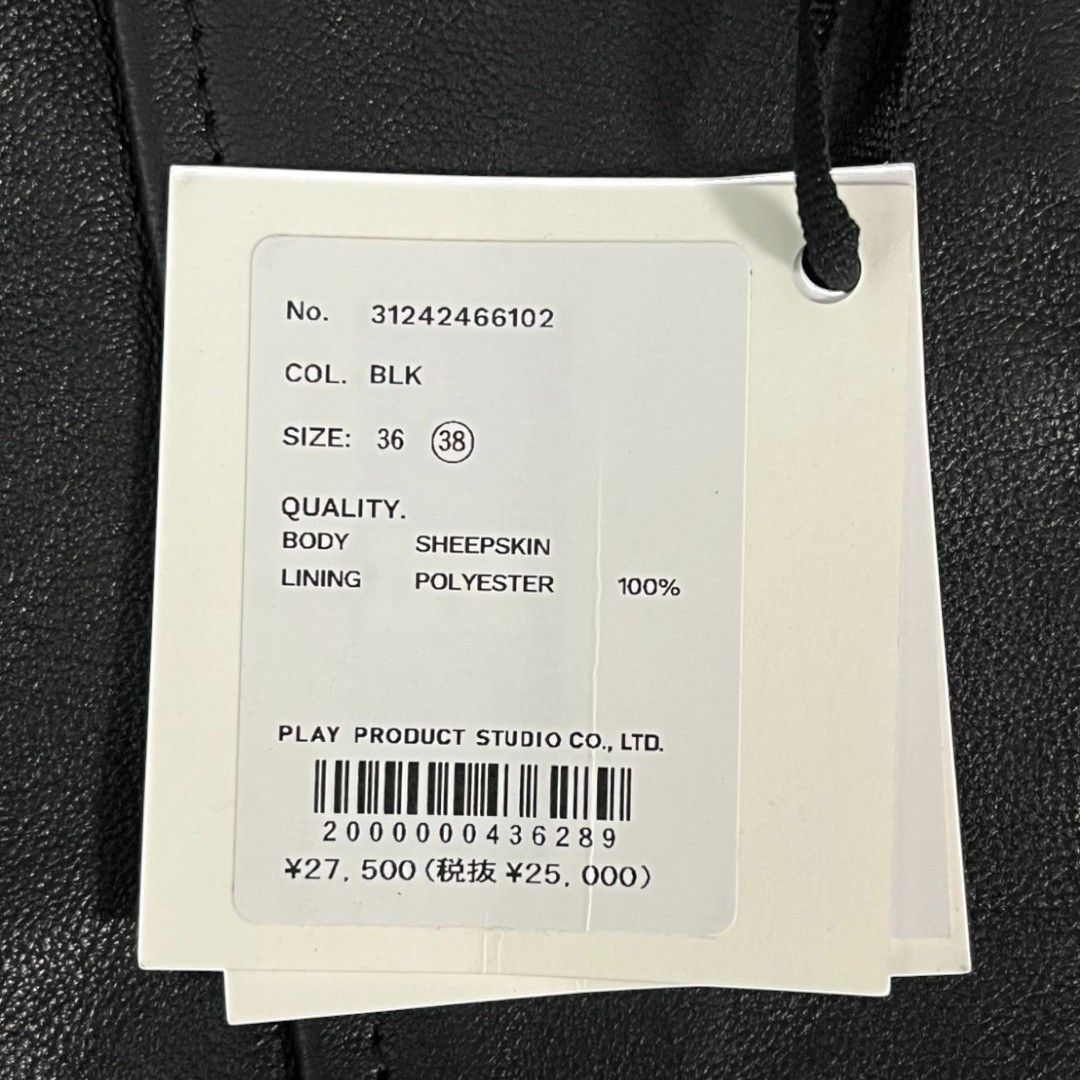 No. 31242466102
COL. BLK
SIZE: 36 38
QUALITY.
BODY SHEEPSKIN
LINING POLYESTER 100%
PLAY PRODUCT STUDIO CO., LTD.
2000000436289
¥27,500(税抜 ¥25,000)